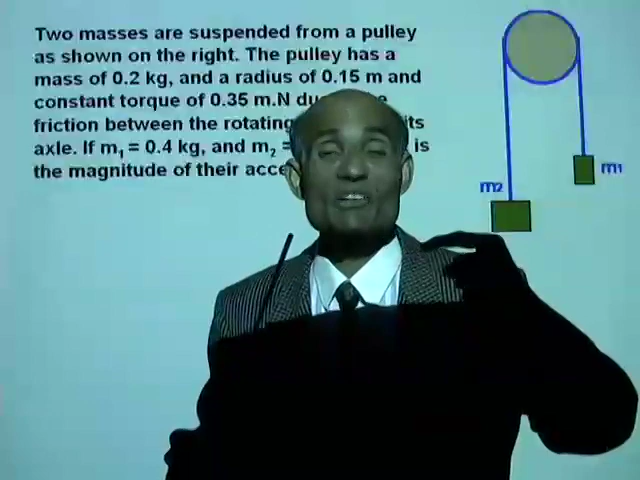 Two masses are suspended from a pulley
as shown on the right. The pulley has a
mass of 0.2 kg, and a radius of 0.15 m and
constant torque of 0.35 m.N
friction between the rotating its
axle. If m₁ = 0.4 kg, and m₂ = is
the magnitude of their
m2
m1